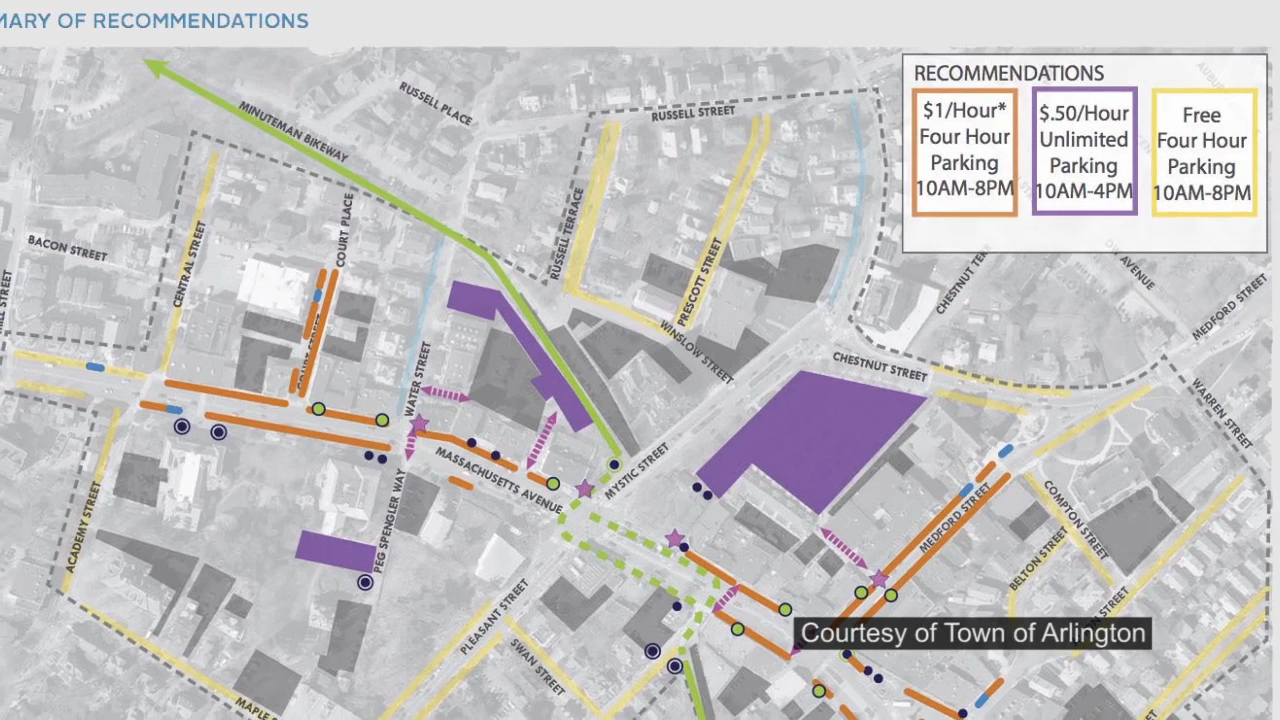 MARY OF RECOMMENDATIONS
RECOMMENDATIONS
$1/Hour*
Four Hour
Parking
10AM-8PM
$.50/Hour
Unlimited
Parking
10AM-4PM
Free
Four Hour
Parking
10AM-8PM
MINUTEMAN BIKEWAY
RUSSELL PLACE
RUSSELL STREET
BACON STREET
CENTRAL STREET
COURT PLACE
RUSSELL TERRACE
PRESCOTT STREET
WINSLOW STREET
CHESTNUT TER
AVENUE
MEDFORD STREET
CHESTNUT STREET
WARREN STREET
WATER STREET
MASSACHUSETTS AVENUE
MYSTIC STREET
ACADEMY STREET
PEG SPENGLER WAY
MEDFORD STREET
COMPTON STREET
BELTON STREET
STREET
PLEASANT STREET
SWAN STREET
MAPLE
Courtesy of Town of Arlington